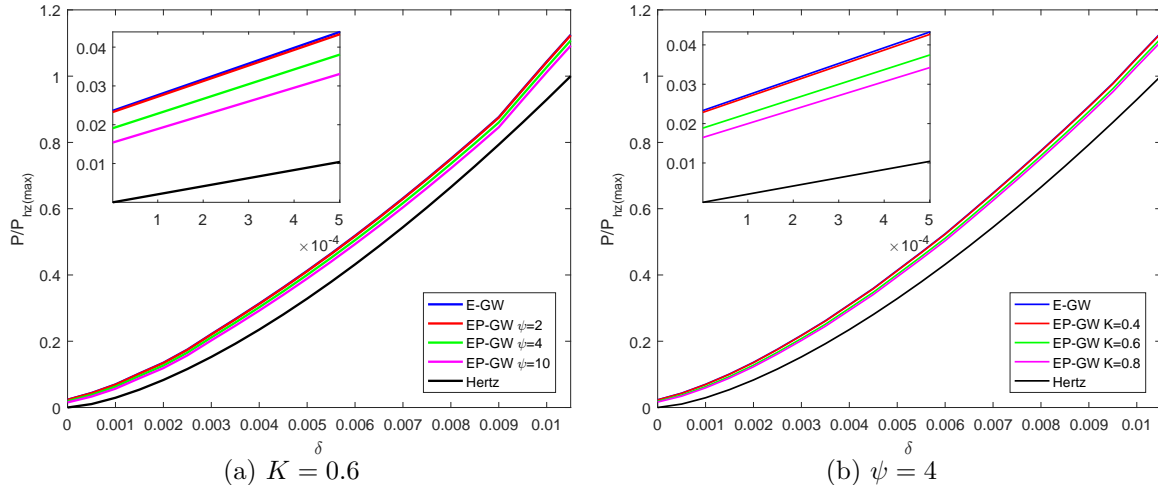 1.2
1
0.8
0.6
0.4
0.2
0
P/P hz(max)
0.04
0.03
0.02
0.01
1 2 3 4 5
×10 -4
E-GW
EP-GW ψ=2
EP-GW ψ=4
EP-GW ψ=10
Hertz
0 0.001 0.002 0.003 0.004 0.005 0.006 0.007 0.008 0.009 0.01
δ
(a) K = 0.6
1.2
1
0.8
0.6
0.4
0.2
0
P/P hz(max)
0.04
0.03
0.02
0.01
1 2 3 4 5
×10 -4
E-GW
EP-GW K=0.4
EP-GW K=0.6
EP-GW K=0.8
Hertz
0 0.001 0.002 0.003 0.004 0.005 0.006 0.007 0.008 0.009 0.01
δ
(b) ψ = 4